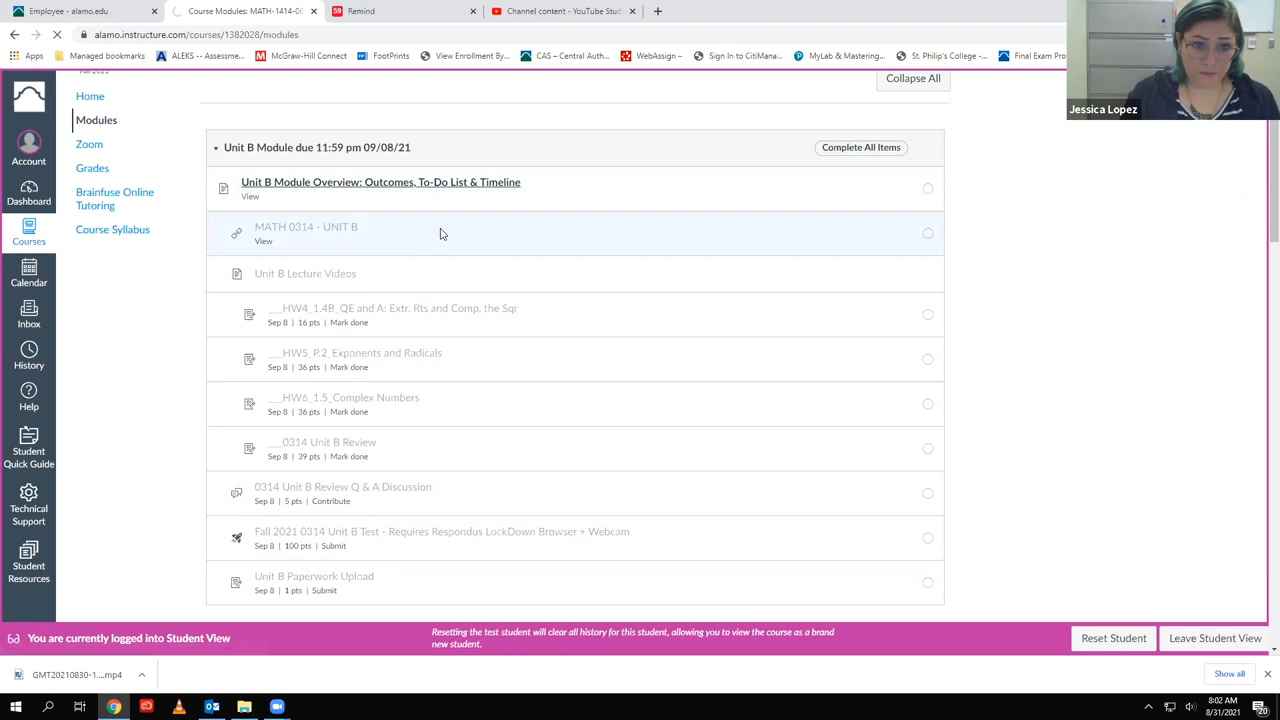 Employee - alamo.edu
Course Modules: MATH-1414-06
59
Remind
Channel content - YouTube Stud
alamo.instructure.com/courses/1382028/modules
Apps
Managed bookmarks
ALEKS -- Assessme...
McGraw-Hill Connect
FootPrints
View Enrollment By...
CAS – Central Auth...
WebAssign –
Sign In to CitiMana...
MyLab & Mastering...
St. Philip's College -...
Final Exam Pro
Jessica Lopez
Account
Dashboard
Courses
Calendar
Inbox
History
Help
Student
Quick Guide
Technical
Support
Student
Resources
Home
Modules
Zoom
Grades
Brainfuse Online
Tutoring
Course Syllabus
Collapse All
Unit B Module due 11:59 pm 09/08/21
Complete All Items
Unit B Module Overview: Outcomes, To-Do List & Timeline
View
MATH 0314 - UNIT B
View
Unit B Lecture Videos
___HW4_1.4B_QE and A: Extr. Rts and Comp. the Sqr
Sep 8 | 16 pts | Mark done
___HW5_P.2_Exponents and Radicals
Sep 8 | 36 pts | Mark done
___HW6_1.5_Complex Numbers
Sep 8 | 36 pts | Mark done
___0314 Unit B Review
Sep 8 | 39 pts | Mark done
0314 Unit B Review Q & A Discussion
Sep 8 | 5 pts | Contribute
Fall 2021 0314 Unit B Test - Requires Respondus LockDown Browser + Webcam
Sep 8 | 100 pts | Submit
Unit B Paperwork Upload
Sep 8 | 1 pts | Submit
You are currently logged into Student View
Resetting the test student will clear all history for this student, allowing you to view the course as a brand
new student.
Reset Student
Leave Student View
GMT20210830-1....mp4
Show all
8:02 AM
8/31/2021
20